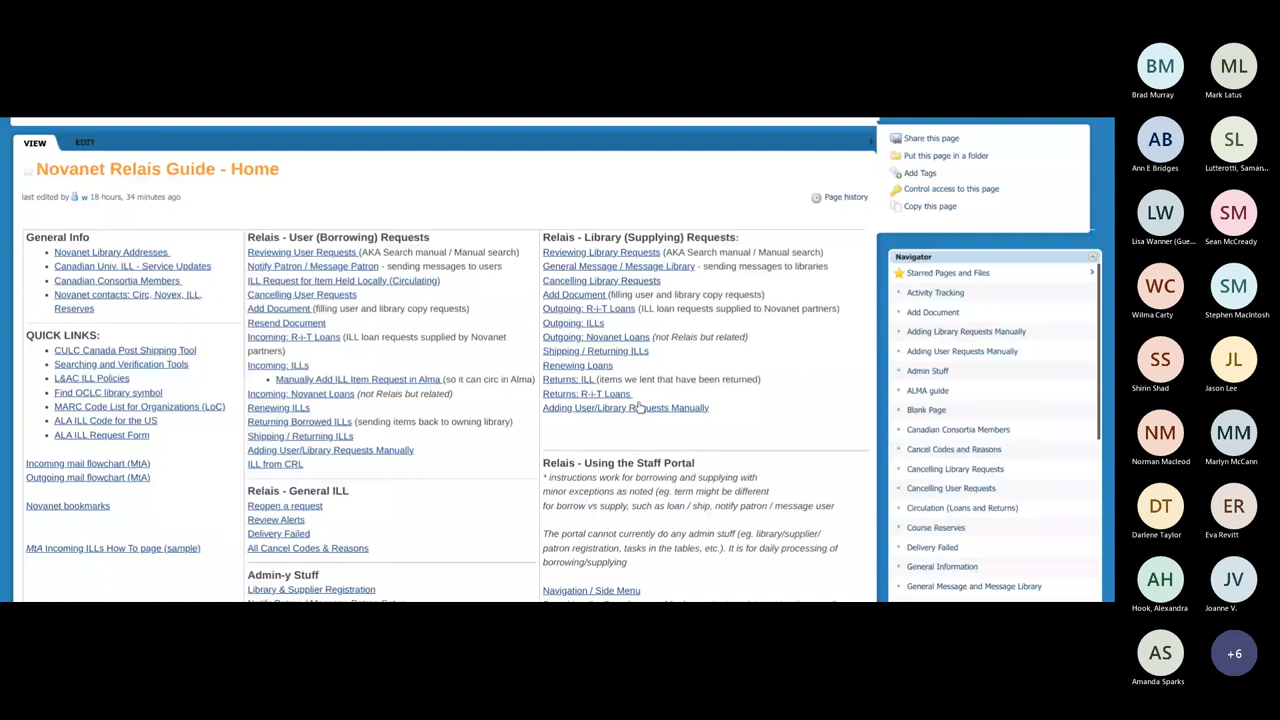 VIEW
EDIT
Novanet Relais Guide - Home
last edited by w 18 hours, 34 minutes ago
Page history
General Info
Novanet Library Addresses
Canadian Univ. ILL - Service Updates
Canadian Consortia Members
Novanet contacts: Circ, Novex, ILL,
Reserves
QUICK LINKS:
CULC Canada Post Shipping Tool
Searching and Verification Tools
L&AC ILL Policies
Find OCLC library symbol
MARC Code List for Organizations (LoC)
ALA ILL Code for the US
ALA ILL Request Form
Incoming mail flowchart (MtA)
Outgoing mail flowchart (MtA)
Novanet bookmarks
MtA Incoming ILLs How To page (sample)
Relais - User (Borrowing) Requests
Reviewing User Requests (AKA Search manual / Manual search)
Notify Patron / Message Patron - sending messages to users
ILL Request for Item Held Locally (Circulating)
Cancelling User Requests
Add Document (filling user and library copy requests)
Resend Document
Incoming: R-i-T Loans (ILL loan requests supplied by Novanet
partners)
Incoming: ILLs
Manually Add ILL Item Request in Alma (so it can circ in Alma)
Incoming: Novanet Loans (not Relais but related)
Renewing ILLs
Returning Borrowed ILLs (sending items back to owning library)
Shipping / Returning ILLs
Adding User/Library Requests Manually
ILL from CRL
Relais - General ILL
Reopen a request
Review Alerts
Delivery Failed
All Cancel Codes & Reasons
Admin-y Stuff
Library & Supplier Registration
Relais - Library (Supplying) Requests:
Reviewing Library Requests (AKA Search manual / Manual search)
General Message / Message Library - sending messages to libraries
Cancelling Library Requests
Add Document (filling user and library copy requests)
Outgoing: R-i-T Loans (ILL loan requests supplied to Novanet partners)
Outgoing: ILLs
Outgoing: Novanet Loans (not Relais but related)
Shipping / Returning ILLs
Renewing Loans
Returns: ILL (items we lent that have been returned)
Returns: R-i-T Loans
Adding User/Library Requests Manually
Relais - Using the Staff Portal
* instructions work for borrowing and supplying with
minor exceptions as noted (eg. term might be different
for borrow vs supply, such as loan / ship, notify patron / message user
The portal cannot currently do any admin stuff (eg. library/supplier/
patron registration, tasks in the tables, etc.). It is for daily processing of
borrowing/supplying
Navigation / Side Menu
Share this page
Put this page in a folder
Add Tags
Control access to this page
Copy this page
Navigator
Starred Pages and Files
Activity Tracking
Add Document
Adding Library Requests Manually
Adding User Requests Manually
Admin Stuff
ALMA guide
Blank Page
Canadian Consortia Members
Cancel Codes and Reasons
Cancelling Library Requests
Cancelling User Requests
Circulation (Loans and Returns)
Course Reserves
Delivery Failed
General Information
General Message and Message Library
BM
Brad Murray
ML
Mark Latus
AB
Ann E Bridges
SL
Lutterotti, Saman...
LW
Lisa Wanner (Gue...
SM
Sean McCready
WC
Wilma Carty
SM
Stephen MacIntosh
SS
Shirin Shad
JL
Jason Lee
NM
Norman Macleod
MM
Marlyn McCann
DT
Darlene Taylor
ER
Eva Revitt
AH
Hook, Alexandra
JV
Joanne V.
AS
Amanda Sparks
+6